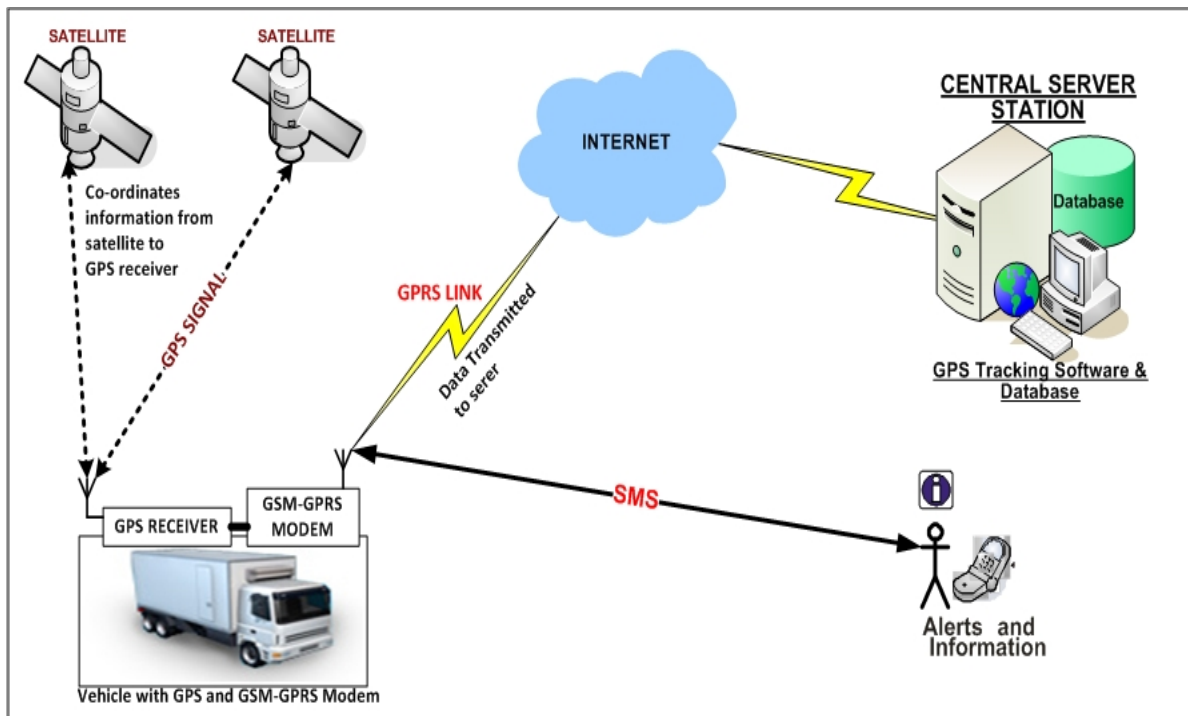 SATELLITE
SATELLITE
Co-ordinates
information from
satellite to
GPS receiver
GPS SIGNAL
INTERNET
CENTRAL SERVER
STATION
Database
GPS Tracking Software &
Database
GPRS LINK
Data Transmitted
to serer
GPS RECEIVER
GSM-GPRS
MODEM
SMS
i
Alerts and
Information
Vehicle with GPS and GSM-GPRS Modem